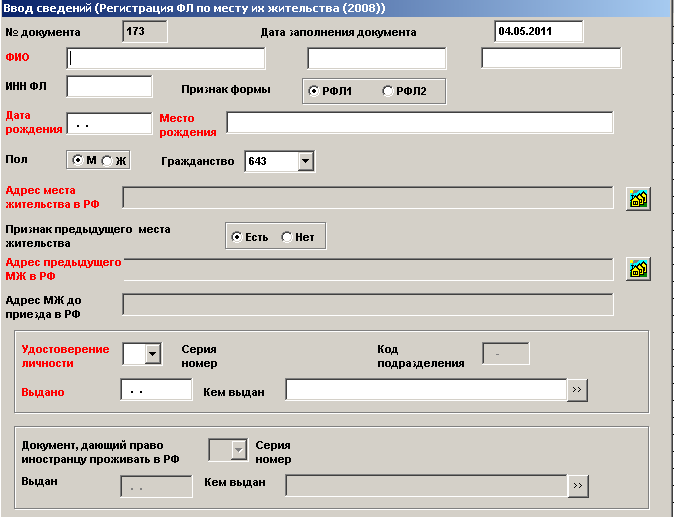 Ввод сведений (Регистрация ФЛ по месту их жительства (2008))
№ документа 173 Дата заполнения документа 04.05.2011
ФИО
ИНН ФЛ Признак формы РФЛ1 РФЛ2
Дата рождения . . Место рождения
Пол М Ж Гражданство 643
Адрес места
жительства в РФ
Признак предыдущего места
жительства Есть Нет
Адрес предыдущего
МЖ в РФ
Адрес МЖ до
приезда в РФ
Удостоверение
личности
Серия
номер
Код
подразделения -
Выдано . . Кем выдан >>
Документ, дающий право
иностранцу проживать в РФ
Серия
номер
Выдан . . Кем выдан >>